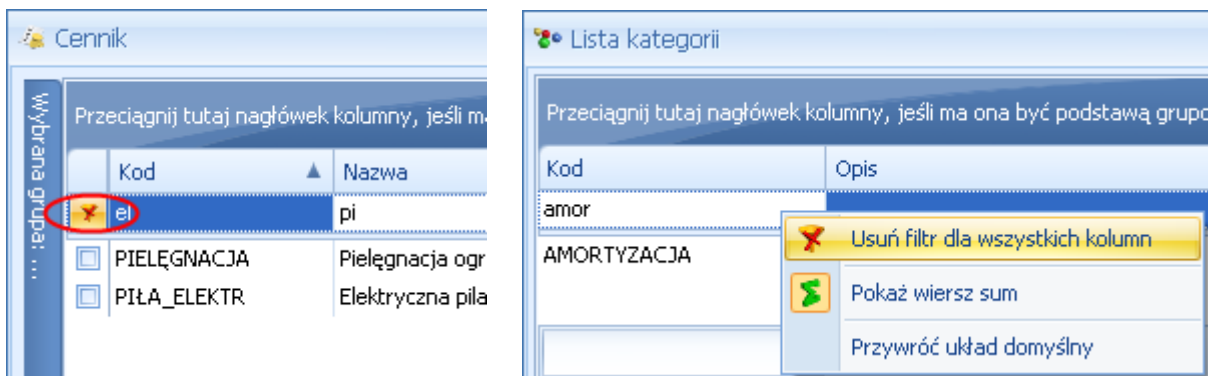 Cennik
Wybrana grupa: ...
Przeciągnij tutaj nagłówek kolumny, jeśli m
Kod Nazwa
el pi
PIELĘGNACJA Pielęgnacja ogr
PIŁA_ELEKTR Elektryczna piła
Lista kategorii
Przeciągnij tutaj nagłówek kolumny, jeśli ma ona być podstawą grupo
Kod Opis
amor
AMORTYZACJA
Usuń filtr dla wszystkich kolumn
Pokaż wiersz sum
Przywróć układ domyślny